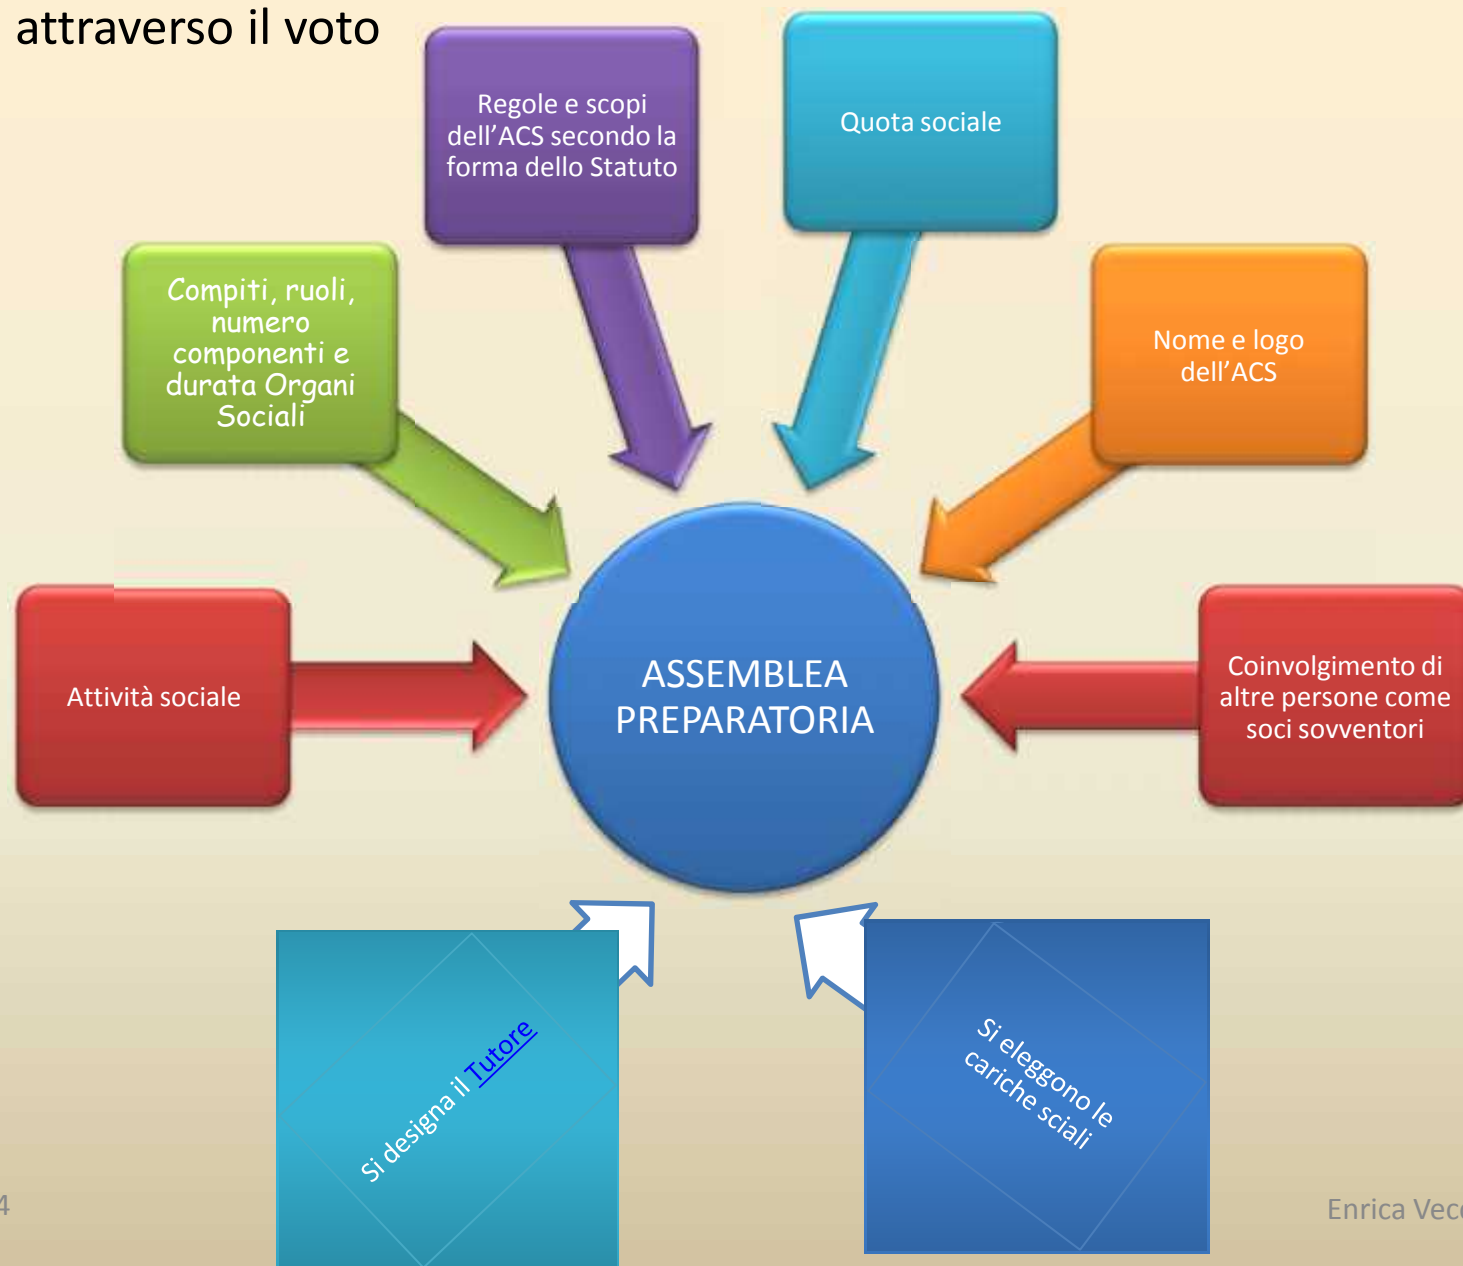 attraverso il voto
Regole e scopi
dell’ACS secondo la
forma dello Statuto
Quota sociale
Compiti, ruoli,
numero
componenti e
durata Organi
Sociali
Nome e logo
dell’ACS
Attività sociale
ASSEMBLEA
PREPARATORIA
Coinvolgimento di
altre persone come
soci sovventori
Si designa il Tutore
Si eleggono le
cariche sciali
4
Enrica